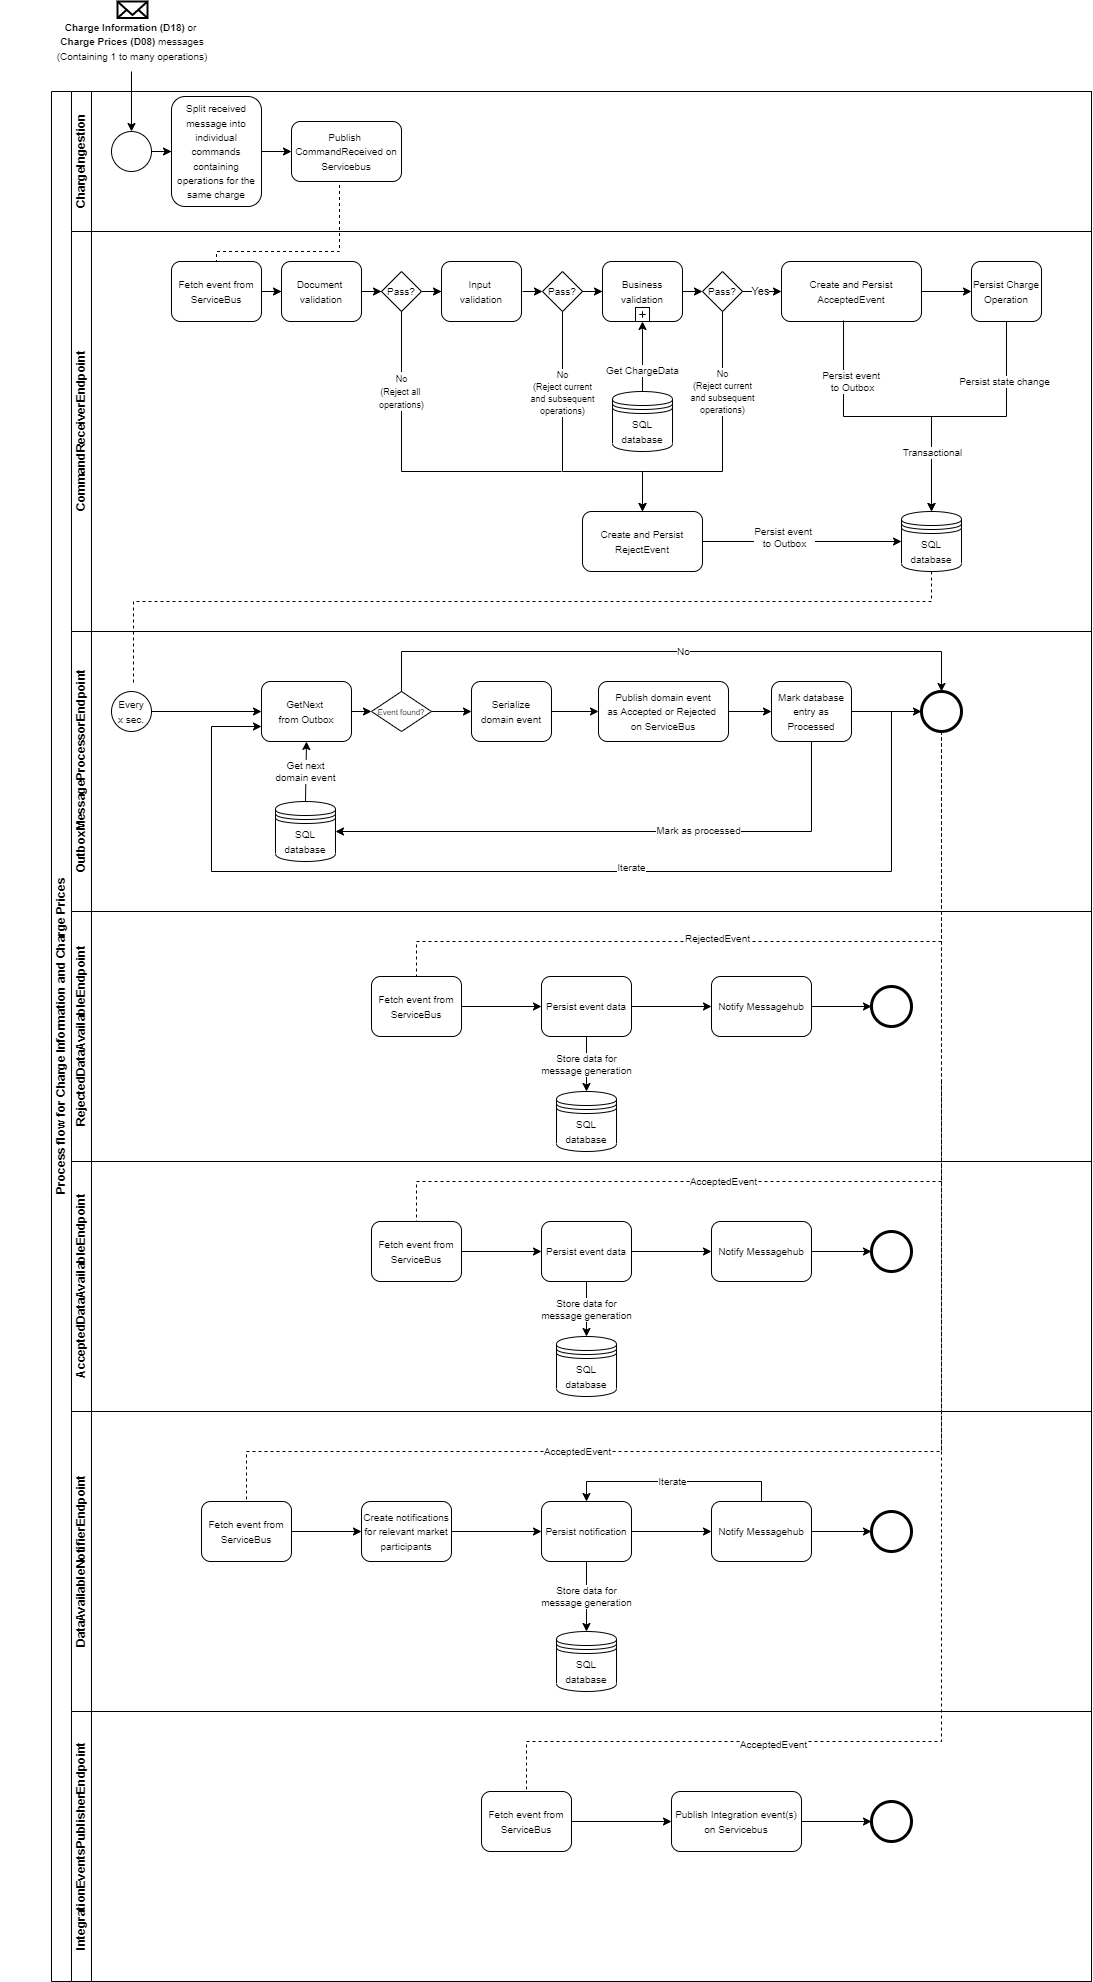 Charge Information (D18) or
Charge Prices (D08) messages
(Containing 1 to many operations)
Process flow for Charge Information and Charge Prices
ChargeIngestion
Split received
message into
individual
commands
containing
operations for the
same charge
Publish
CommandReceived on
Servicebus
CommandReceiverEndpoint
Fetch event from
ServiceBus
Document
validation
Pass?
Input
validation
Pass?
Business
validation
Pass?
Yes
Create and Persist
AcceptedEvent
Persist Charge
Operation
No
(Reject all
operations)
No
(Reject current
and subsequent
operations)
Get ChargeData
SQL
database
No
(Reject current
and subsequent
operations)
Persist event
to Outbox
Persist state change
Transactional
Create and Persist
RejectEvent
Persist event
to Outbox
SQL
database
OutboxMessageProcessorEndpoint
No
Every
x sec.
GetNext
from Outbox
Event found?
Serialize
domain event
Publish domain event
as Accepted or Rejected
on ServiceBus
Mark database
entry as
Processed
Get next
domain event
SQL
database
Mark as processed
Iterate
RejectedDataAvailableEndpoint
RejectedEvent
Fetch event from
ServiceBus
Persist event data
Notify Messagehub
Store data for
message generation
SQL
database
AcceptedDataAvailableEndpoint
AcceptedEvent
Fetch event from
ServiceBus
Persist event data
Notify Messagehub
Store data for
message generation
SQL
database
DataAvailableNotifierEndpoint
AcceptedEvent
Iterate
Fetch event from
ServiceBus
Create notifications
for relevant market
participants
Persist notification
Notify Messagehub
Store data for
message generation
SQL
database
IntegrationEventsPublisherEndpoint
AcceptedEvent
Fetch event from
ServiceBus
Publish Integration event(s)
on Servicebus